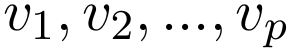 $v_1, v_2, ..., v_p$